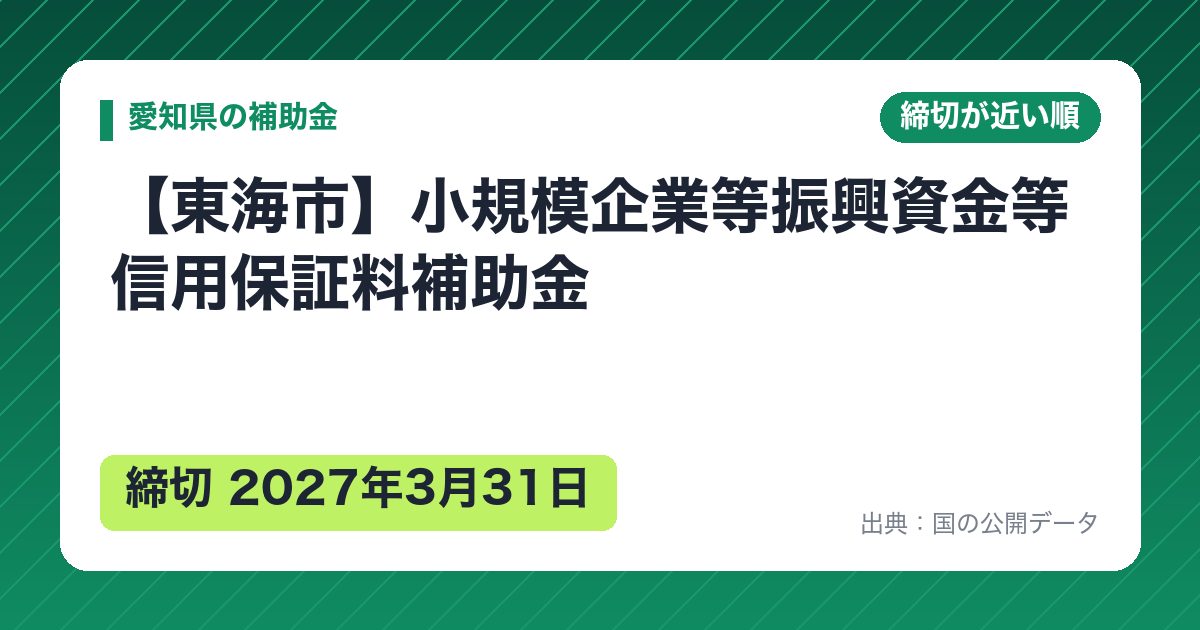 愛知県の補助金
締切が近い順
【東海市】小規模企業等振興資金等
信用保証料補助金
締切 2027年3月31日
出典：国の公開データ